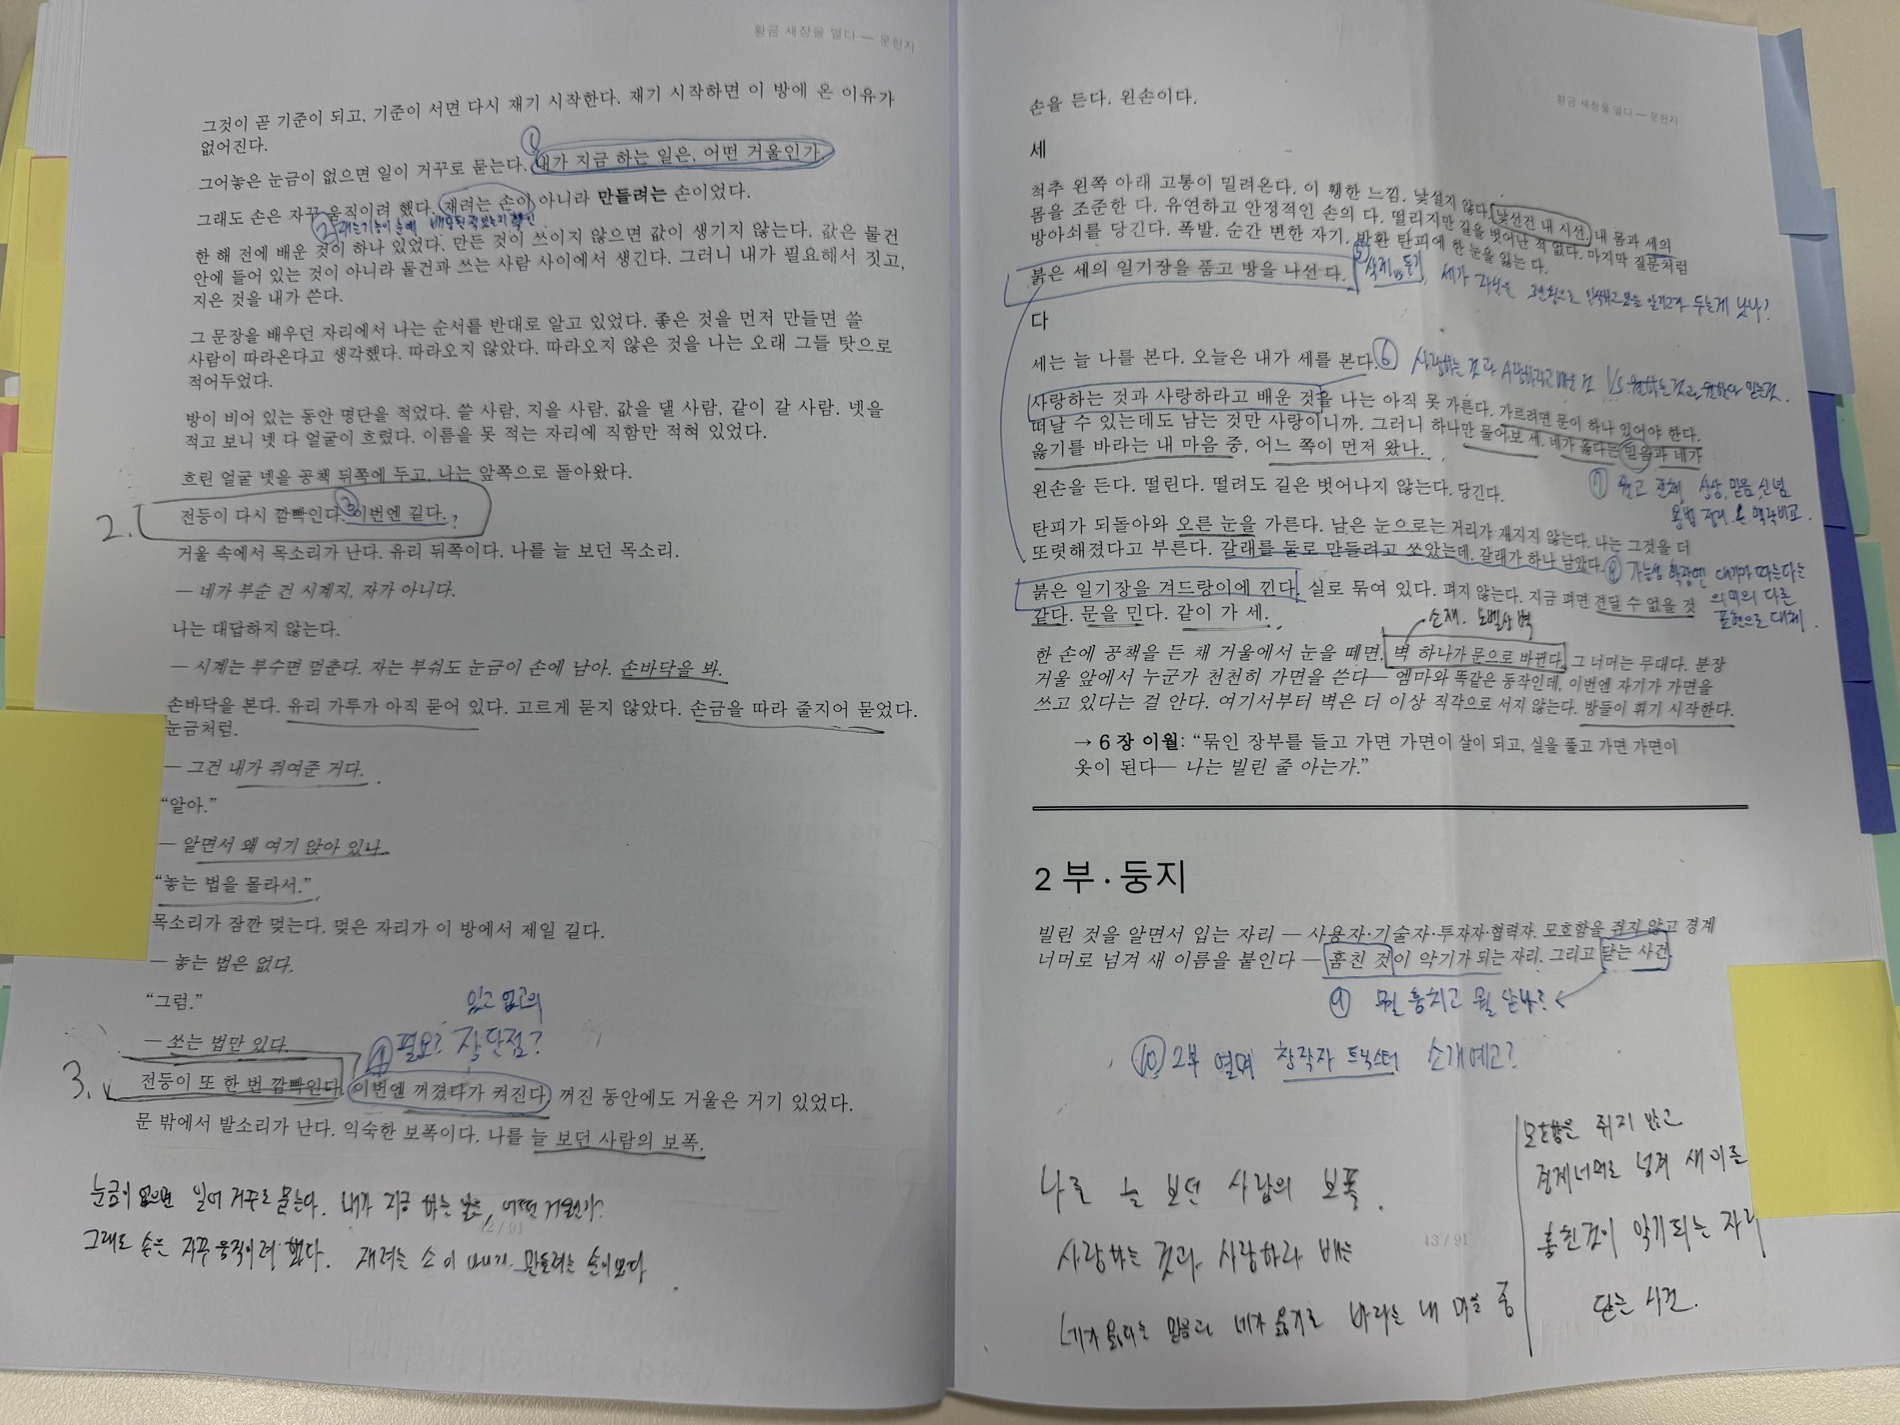 황금 새장을 열다 — 문현지
그것이 곧 기준이 되고, 기준이 서면 다시 재기 시작한다. 재기 시작하면 이 방에 온 이유가
없어진다.
①
그어놓은 눈금이 없으면 일이 거꾸로 묻는다. 내가 지금 하는 일은, 어떤 거울인가.
그래도 손은 자꾸 움직이려 했다. 재려는 손이 아니라 만들려는 손이었다.
한 해 전에 배운 것이 하나 있었다. 만든 것이 쓰이지 않으면 값이 생기지 않는다. 값은 물건
안에 들어 있는 것이 아니라 물건과 쓰는 사람 사이에서 생긴다. 그러니 내가 필요해서 짓고,
지은 것을 내가 쓴다.
그 문장을 배우던 자리에서 나는 순서를 반대로 알고 있었다. 좋은 것을 먼저 만들면 쓸
사람이 따라온다고 생각했다. 따라오지 않았다. 따라오지 않은 것을 나는 오래 그들 탓으로
적어두었다.
방이 비어 있는 동안 명단을 적었다. 쓸 사람, 지을 사람, 값을 댈 사람, 같이 갈 사람. 넷을
적고 보니 넷 다 얼굴이 흐렸다. 이름을 못 적는 자리에 직함만 적혀 있었다.
흐린 얼굴 넷을 공책 뒤쪽에 두고, 나는 앞쪽으로 돌아왔다.
2. 전등이 다시 깜빡인다. ③ 이번엔 길다. ?
거울 속에서 목소리가 난다. 유리 뒤쪽이다. 나를 늘 보던 목소리.
— 네가 부순 건 시계지, 자가 아니다.
나는 대답하지 않는다.
— 시계는 부수면 멈춘다. 자는 부숴도 눈금이 손에 남아. 손바닥을 봐.
손바닥을 본다. 유리 가루가 아직 묻어 있다. 고르게 묻지 않았다. 손금을 따라 줄지어 묻었다.
눈금처럼.
— 그건 내가 쥐여준 거다.
“알아.”
— 알면서 왜 여기 앉아 있나.
“놓는 법을 몰라서.”
목소리가 잠깐 멎는다. 멎은 자리가 이 방에서 제일 길다.
— 놓는 법은 없다.
“그럼.”
있고 없고의
— 쏘는 법만 있다.
④ 필요? 장단점?
3. 전등이 또 한 번 깜빡인다. 이번엔 꺼졌다가 켜진다. 꺼진 동안에도 거울은 거기 있었다.
문 밖에서 발소리가 난다. 익숙한 보폭이다. 나를 늘 보던 사람의 보폭.
눈금이 없으면 일이 거꾸로 묻는다. 내가 지금 하는 일은, 어떤 거울인가?
42/91
그래도 손은 자꾸 움직이려 했다. 재려는 손이 아니라 만들려는 손이었다.
황금 새장을 열다 — 문현지
손을 든다. 왼손이다.
세
척추 왼쪽 아래 고통이 밀려온다. 이 휑한 느낌. 낯설지 않다. 낯선건 내 시선. 내 몸과 세의
몸을 조준한 다. 유연하고 안정적인 손의 다. 떨리지만 길을 벗어난 적 없다. 마지막 질문처럼
방아쇠를 당긴다. 폭발. 순간 변한 자기. 반환 탄피에 한 눈을 잃는 다.
붉은 세의 일기장을 품고 방을 나선 다.
다
세는 늘 나를 본다. 오늘은 내가 세를 본다. ⑥ 사랑하는 것과 사랑하라고 배운 것 vs
사랑하는 것과 사랑하라고 배운 것을 나는 아직 못 가른다. 가르려면 문이 하나 있어야 한다.
떠날 수 있는데도 남는 것만 사랑이니까. 그러니 하나만 물어보 세. 네가 옳다는 믿음과 네가
옳기를 바라는 내 마음 중, 어느 쪽이 먼저 왔나.
왼손을 든다. 떨린다. 떨려도 길은 벗어나지 않는다. 당긴다.
탄피가 되돌아와 오른 눈을 가른다. 남은 눈으로는 거리가 재지지 않는다. 나는 그것을 더
또렷해졌다고 부른다. 갈래를 둘로 만들려고 쏘았는데, 갈래가 하나 남았다.
붉은 일기장을 겨드랑이에 낀다. 실로 묶여 있다. 펴지 않는다. 지금 펴면 견딜 수 없을 것
같다. 문을 민다. 같이 가 세.
한 손에 공책을 든 채 거울에서 눈을 떼면, 벽 하나가 문으로 바뀐다. 그 너머는 무대다. 분장
거울 앞에서 누군가 천천히 가면을 쓴다— 엠마와 똑같은 동작인데, 이번엔 자기가 가면을
쓰고 있다는 걸 안다. 여기서부터 벽은 더 이상 직각으로 서지 않는다. 방들이 휘기 시작한다.
→ 6 장 이월: “묶인 장부를 들고 가면 가면이 살이 되고, 실을 풀고 가면 가면이
옷이 된다— 나는 빌린 줄 아는가.”
2 부 · 둥지
빌린 것을 알면서 입는 자리 — 사용자·기술자·투자자·협력자. 모호함을 쥐지 않고 경계
너머로 넘겨 새 이름을 붙인다 — 훔친 것이 악기가 되는 자리. 그리고 닫는 사건.
⑨ 뭘 훔치고 뭘
⑩ 2부 열며 창작자 트릭스터 소개예고?
나를 늘 보던 사람의 보폭.
사랑하는 것과 사랑하라 배는
43/91
네가 옳다는 믿음과 네가 옳기를 바라는 내 마음 중
모호함은 쥐지 않고
경계너머로 넘겨 새 이름
훔친것이 악기되는 자리
닫는 사건.